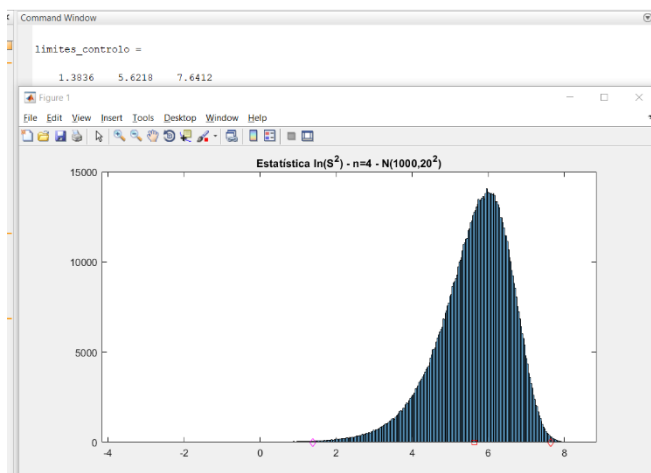 Command Window
limites_controlo =
1.3836 5.6218 7.6412
Figure 1
File Edit View Insert Tools Desktop Window Help
Estatística ln(S²) - n=4 - N(1000,20²)
15000
10000
5000
0
-4 -2 0 2 4 6 8